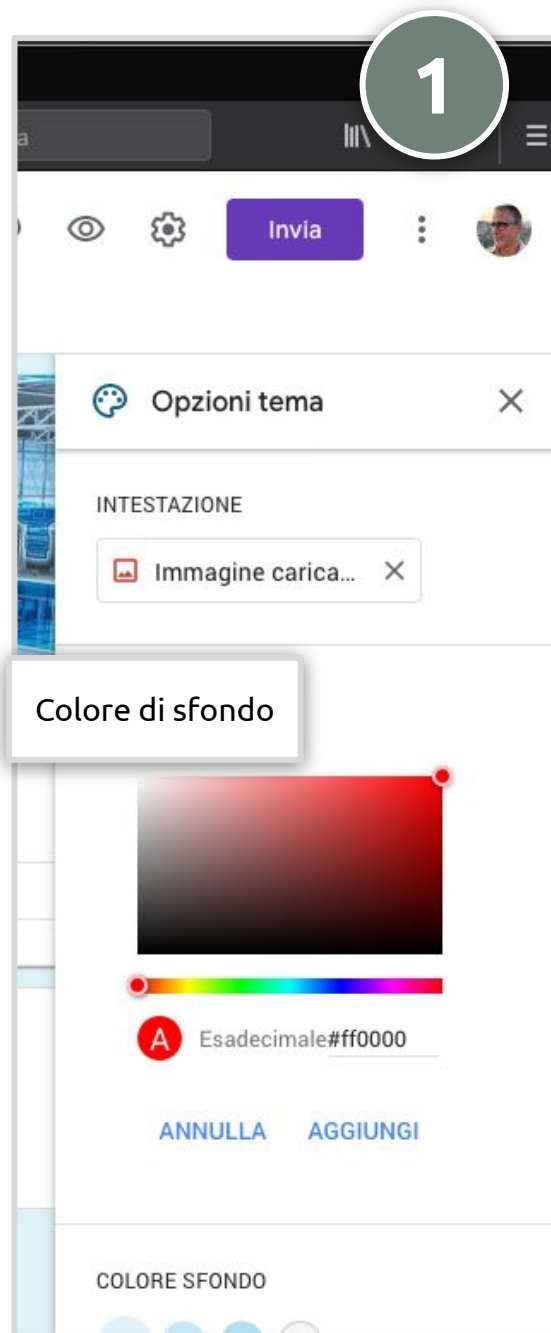 1
a
Invia
Opzioni tema
INTESTAZIONE
Immagine carica...
Colore di sfondo
A Esadecimale #ff0000
ANNULLA AGGIUNGI
COLORE SFONDO